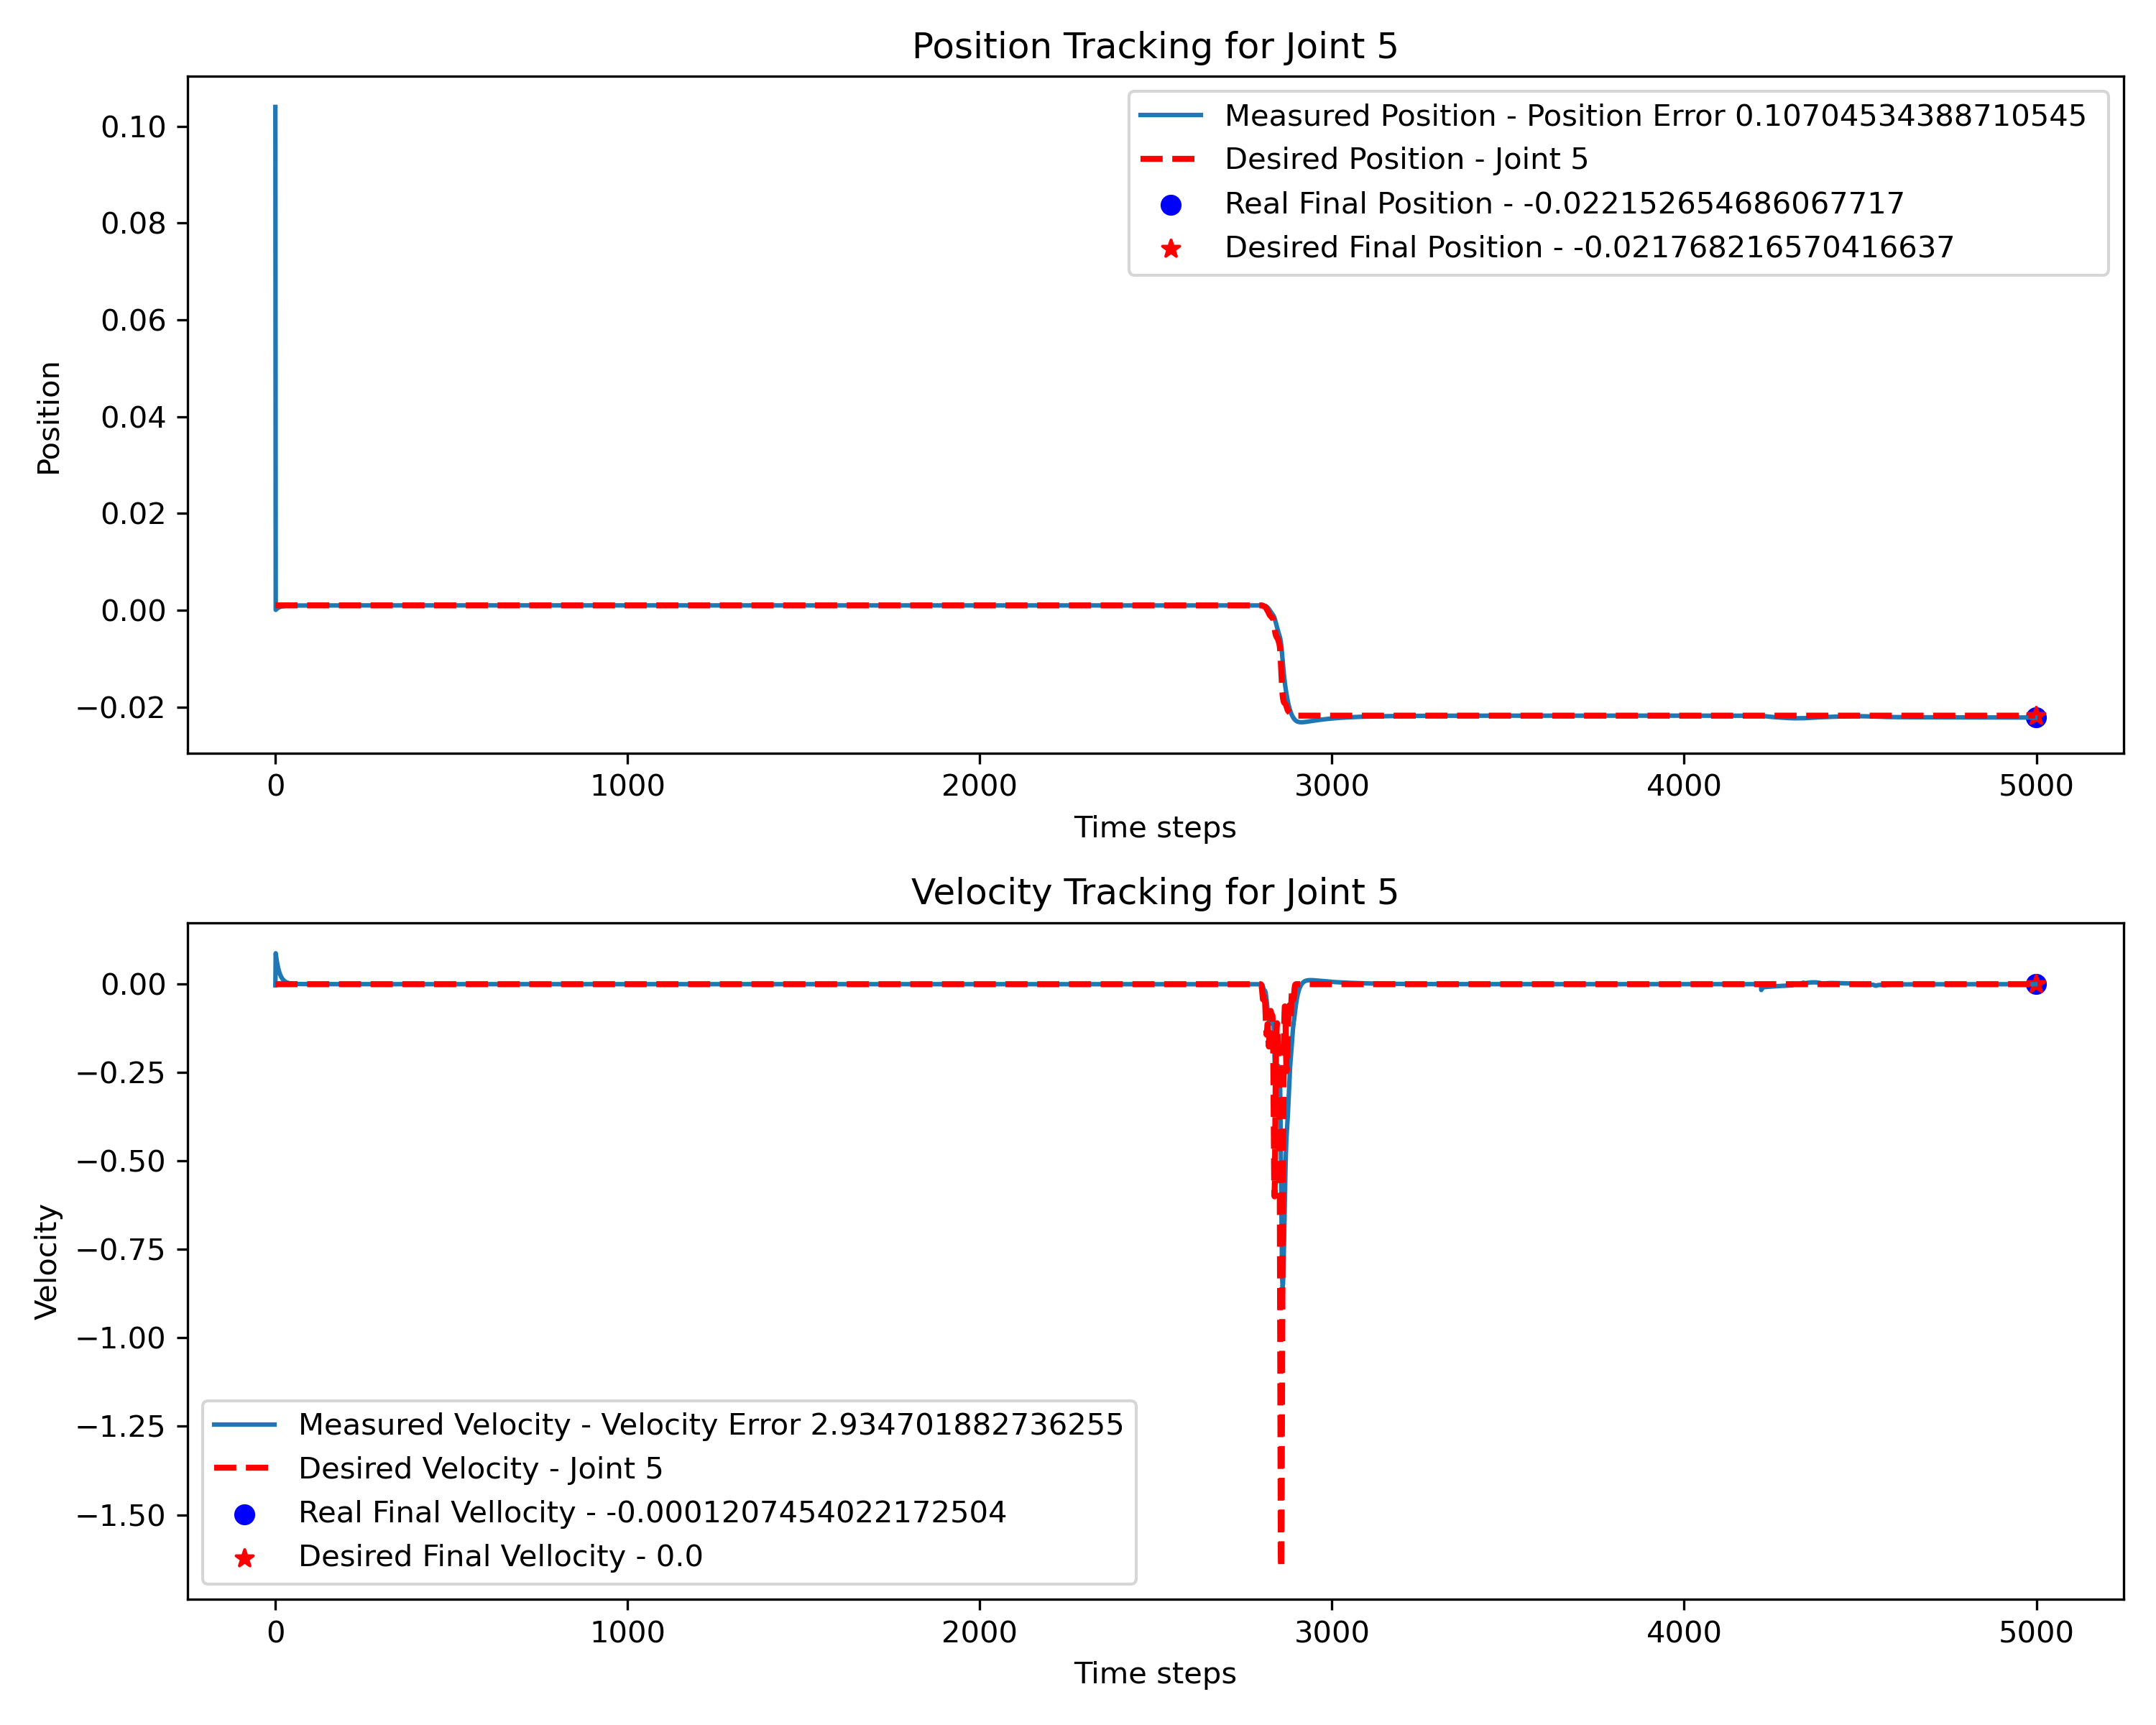 Position Tracking for Joint 5
Measured Position - Position Error 0.10704534388710545
Desired Position - Joint 5
Real Final Position - -0.022152654686067717
Desired Final Position - -0.021768216570416637
0.10
0.08
0.06
0.04
0.02
0.00
−0.02
Position
0 1000 2000 3000 4000 5000
Time steps
Velocity Tracking for Joint 5
0.00
−0.25
−0.50
−0.75
−1.00
−1.25
−1.50
Velocity
Measured Velocity - Velocity Error 2.934701882736255
Desired Velocity - Joint 5
Real Final Vellocity - -0.0001207454022172504
Desired Final Vellocity - 0.0
0 1000 2000 3000 4000 5000
Time steps